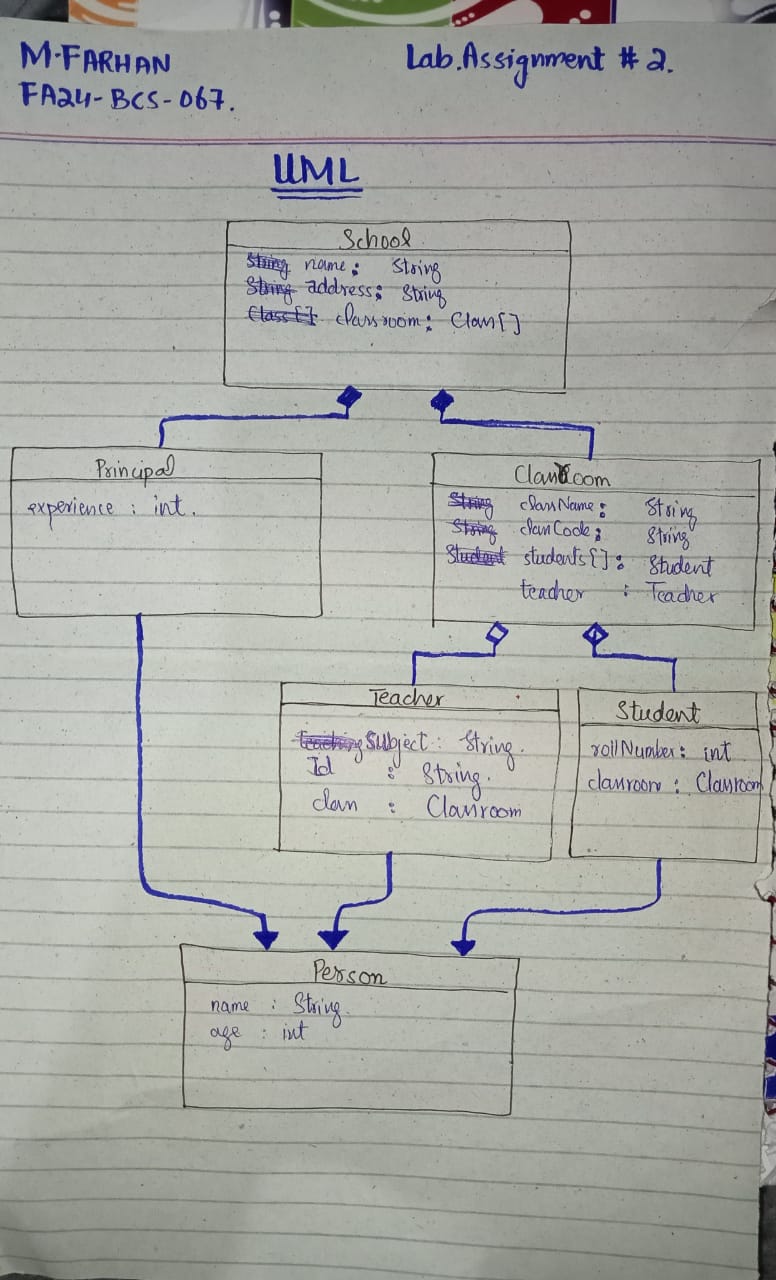 M.FARHAN
Lab.Assignment # 2.
FA24-BCS-067.
UML
School
String name : String
String address : String
Class[] classroom : Class[]
Principal
experience : int.
Classroom
String className : String
String classCode : String
Student students[] : Student
teacher : Teacher
Teacher
teaching Subject : String.
Id : String.
class : Classroom
Student
rollNumber : int
classroom : Classroom
Person
name : String
age : int